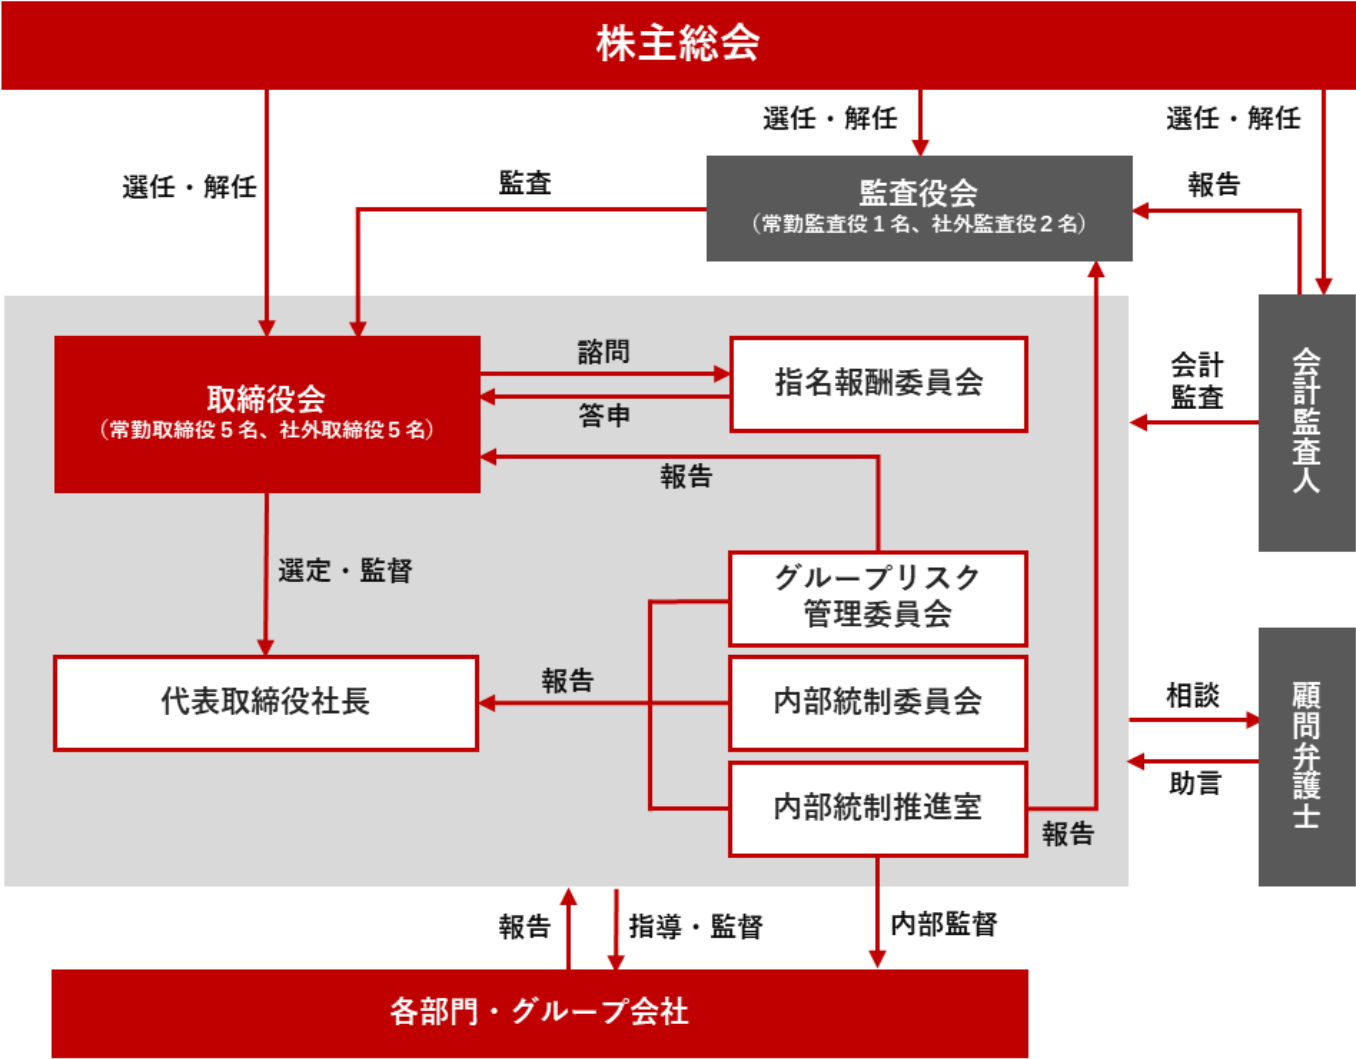 株主総会
選任・解任
選任・解任
選任・解任
監査
監査役会
（常勤監査役１名、社外監査役２名）
報告
取締役会
（常勤取締役５名、社外取締役５名）
諮問
答申
指名報酬委員会
会計
監査
会計監査人
報告
選定・監督
グループリスク
管理委員会
代表取締役社長
報告
内部統制委員会
内部統制推進室
報告
相談
助言
顧問弁護士
報告
指導・監督
内部監督
各部門・グループ会社